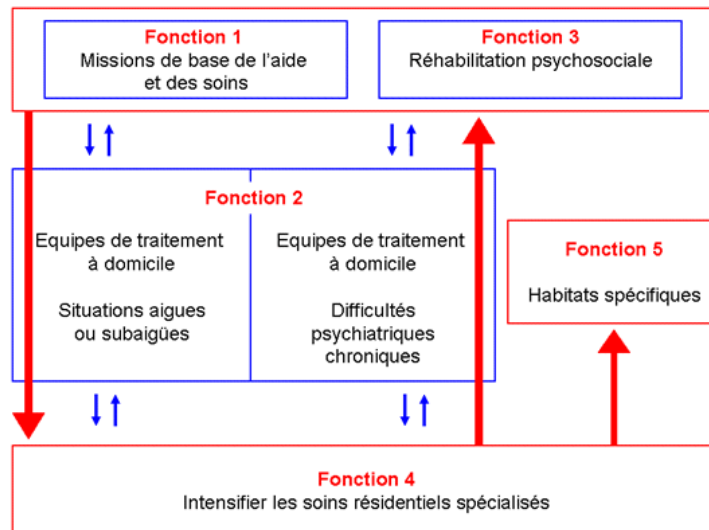 Fonction 1
Missions de base de l'aide
et des soins
Fonction 3
Réhabilitation psychosociale
Fonction 2
Equipes de traitement
à domicile
Situations aigues
ou subaigües
Equipes de traitement
à domicile
Difficultés
psychiatriques
chroniques
Fonction 5
Habitats spécifiques
Fonction 4
Intensifier les soins résidentiels spécialisés